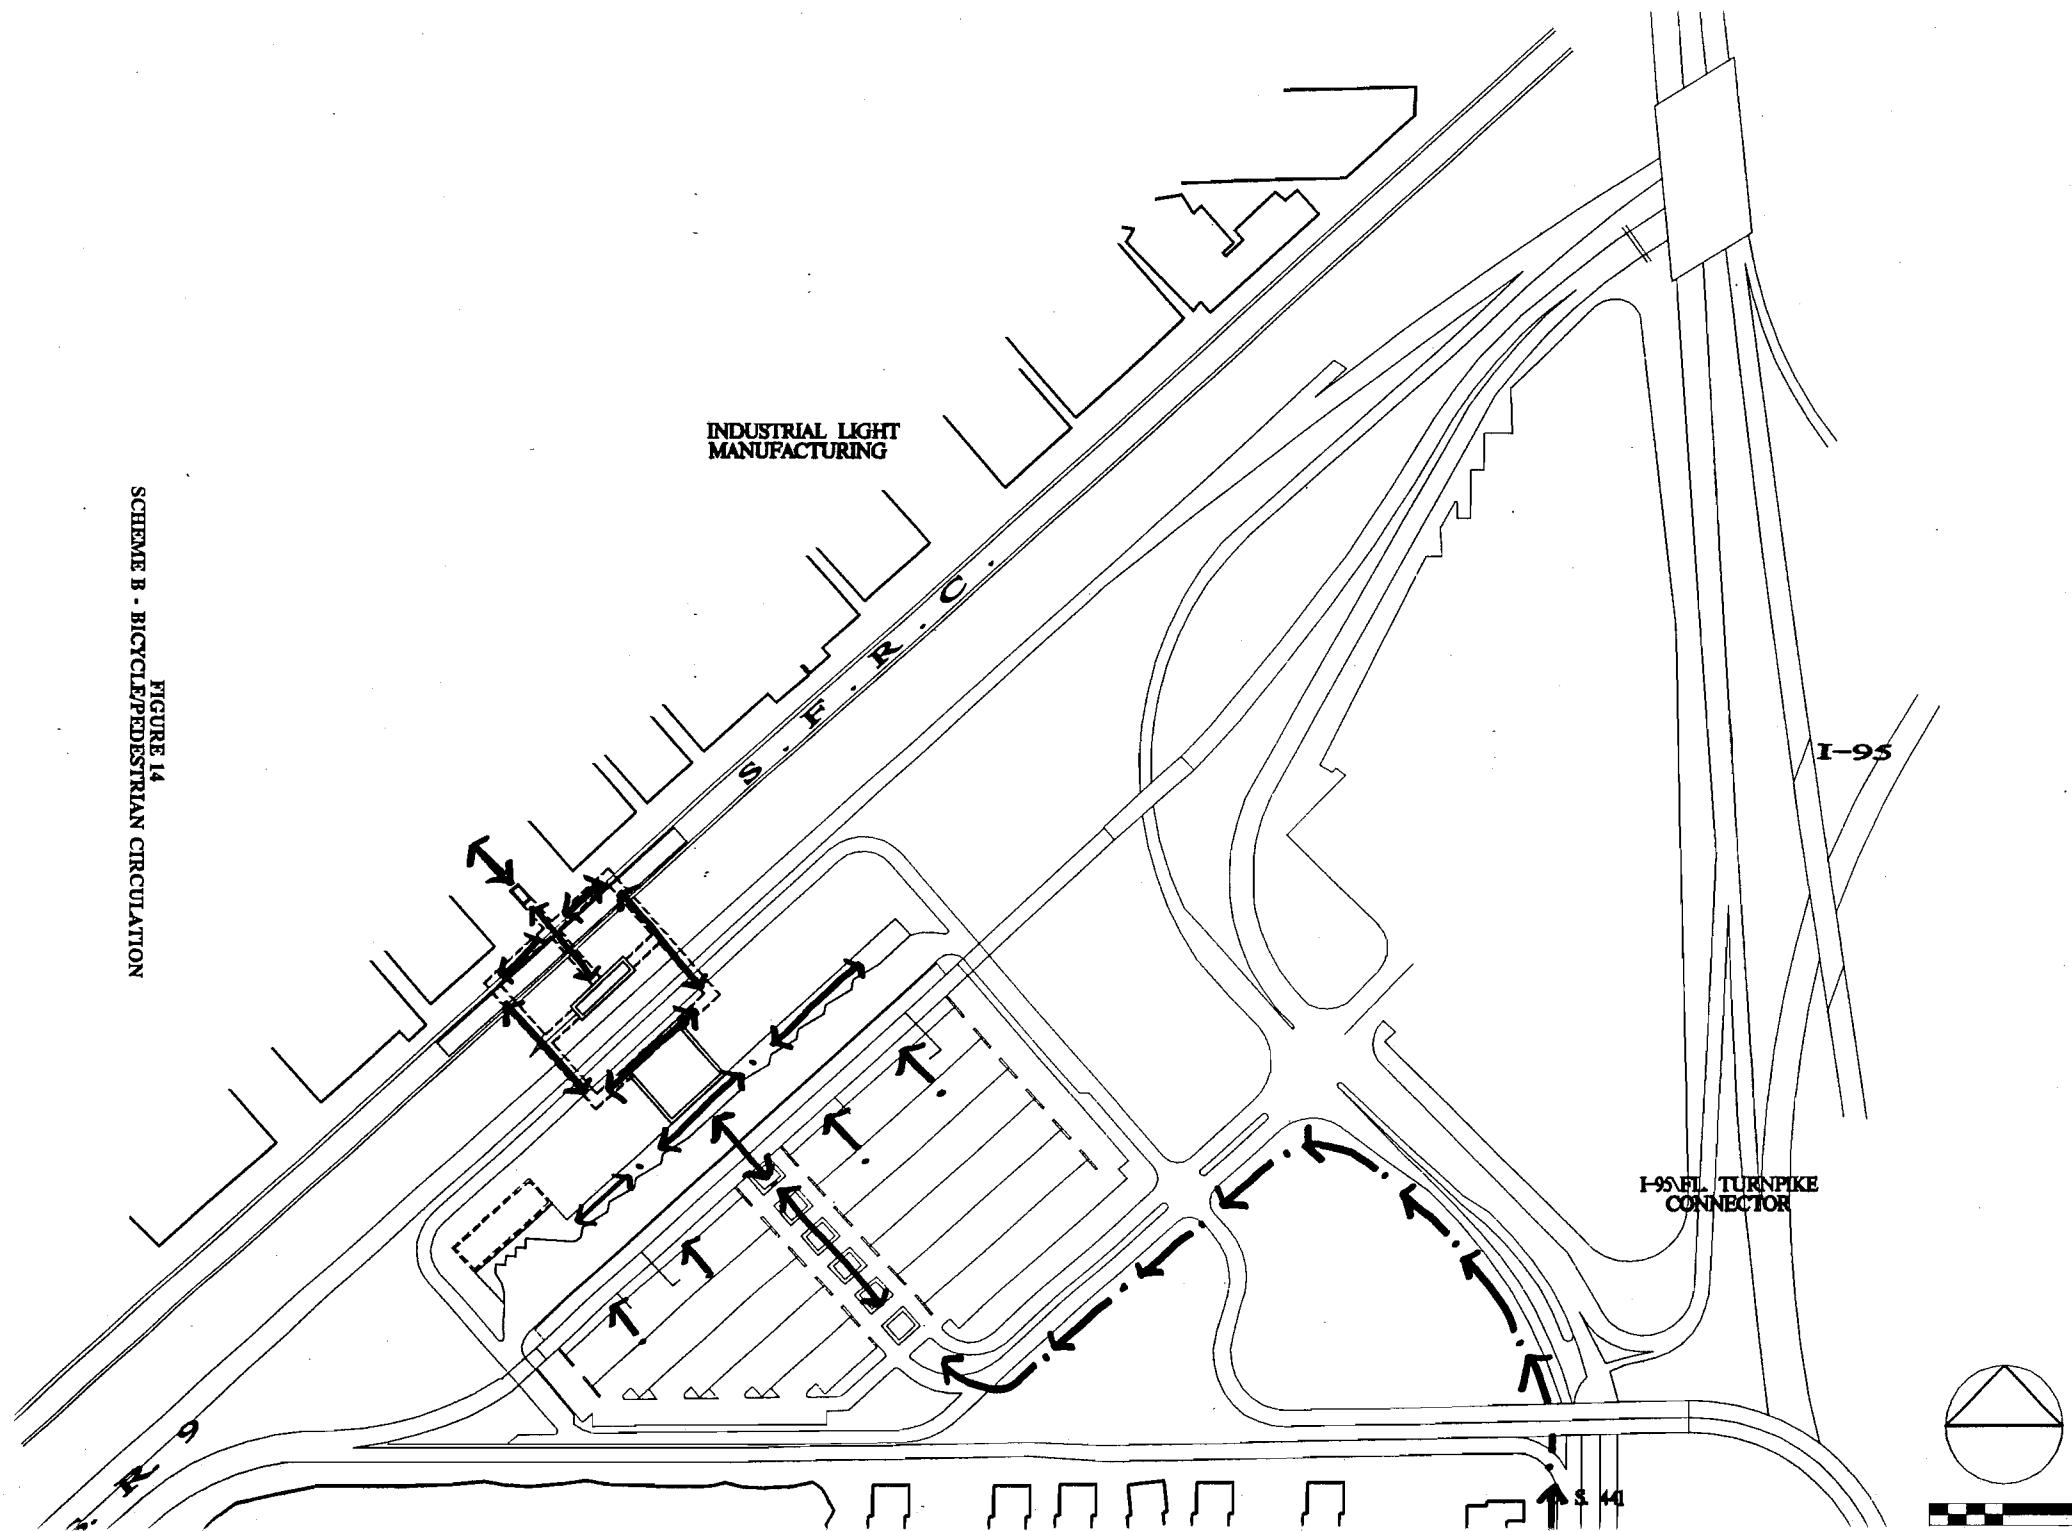 INDUSTRIAL LIGHT
MANUFACTURING
S.F.R.C.
I-95
I-95\FL. TURNPIKE
CONNECTOR
S. 441
S. R 9
FIGURE 14
SCHEME B - BICYCLE/PEDESTRIAN CIRCULATION